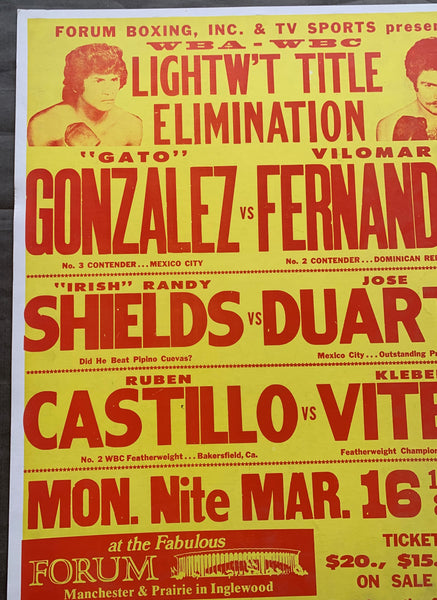 FORUM BOXING, INC. & TV SPORTS prese
WBA - WBC
LIGHTW'T TITLE
ELIMINATION
"GATO" VILOMAR
GONZALEZ vs FERNAND
No. 3 CONTENDER...MEXICO CITY No. 2 CONTENDER...DOMINICAN RE
"IRISH" RANDY JOSE
SHIELDS vs DUART
Did He Beat Pipino Cuevas? Mexico City...Outstanding P
RUBEN KLEBE
CASTILLO vs VITE
No. 2 WBC Featherweight...Bakersfield, Ca. Featherweight Champio
MON. Nite MAR. 16
at the Fabulous
FORUM
Manchester & Prairie in Inglewood
TICKET
$20., $15.
ON SALE